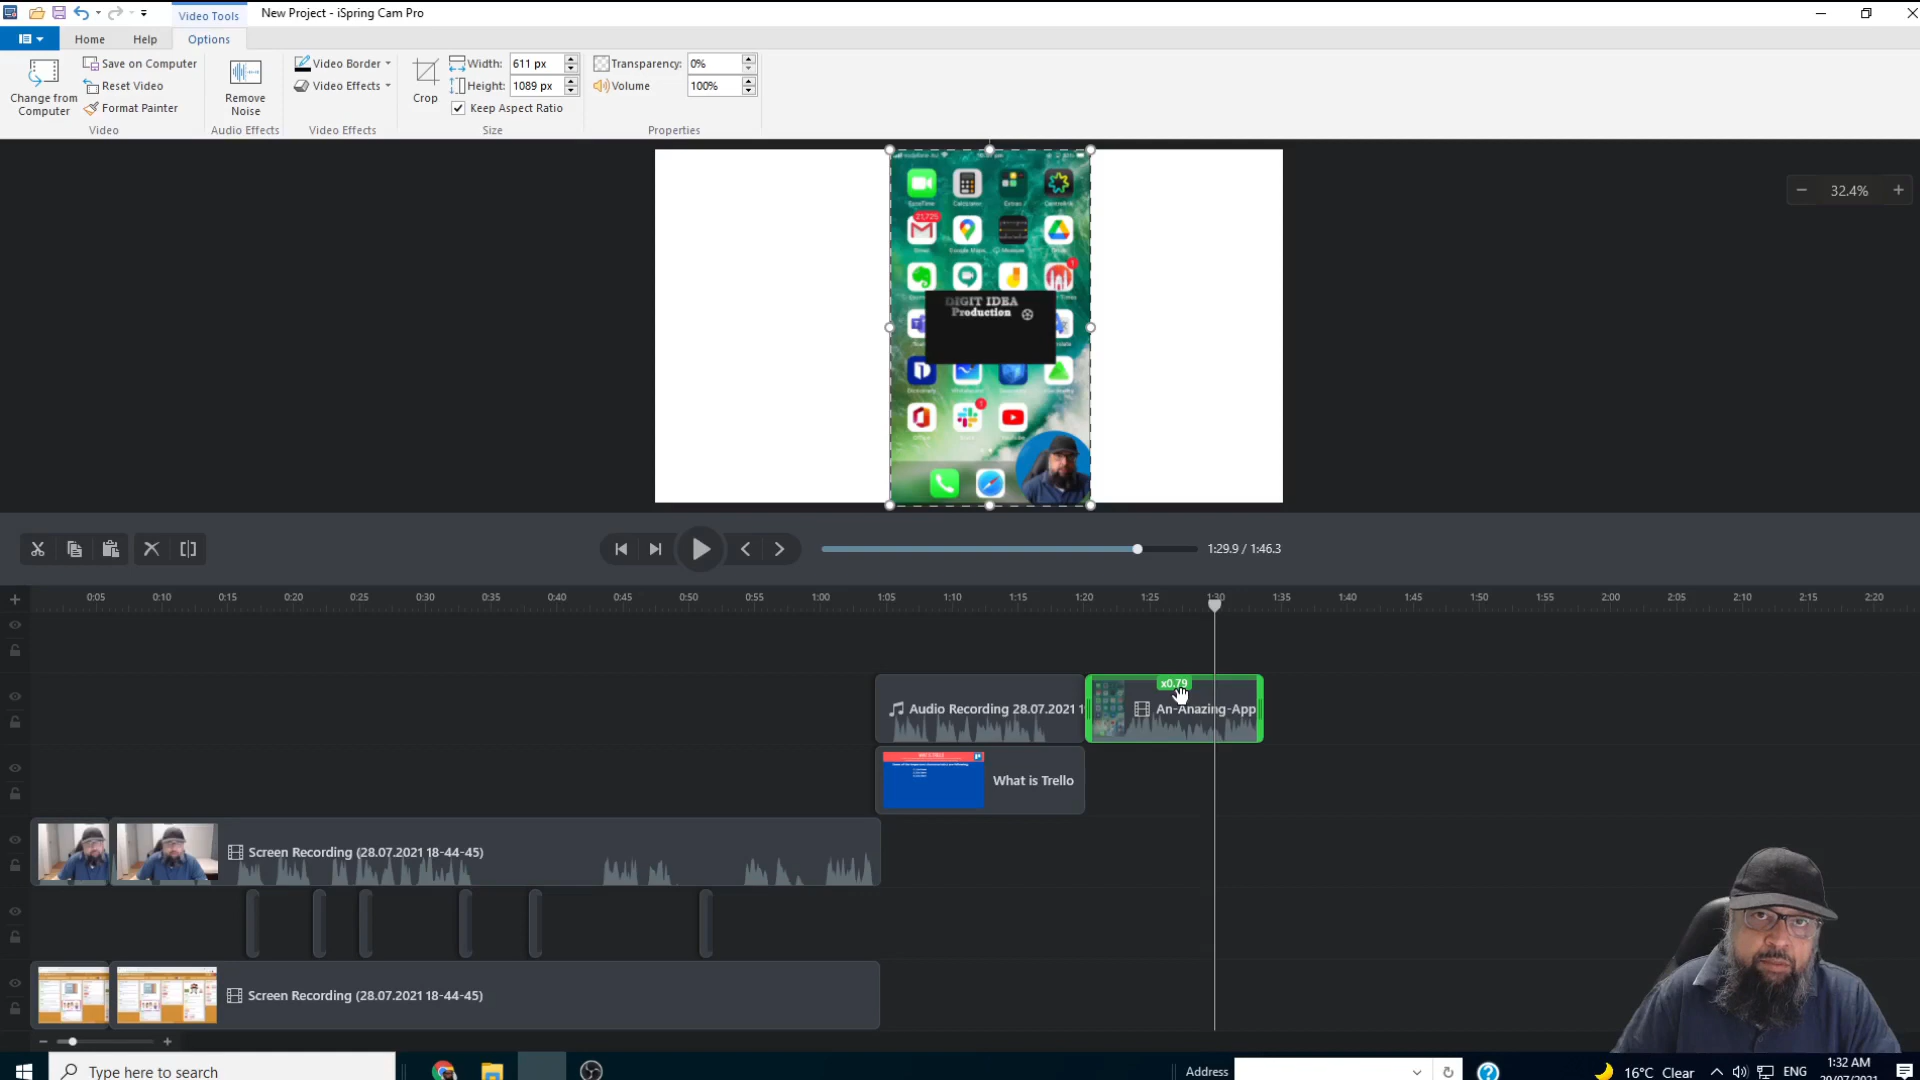 Video Tools
New Project - iSpring Cam Pro
Home
Help
Options
Change from
Computer
Save on Computer
Reset Video
Format Painter
Video
Remove
Noise
Audio Effects
Video Border
Video Effects
Video Effects
Crop
Width: 611 px
Height: 1089 px
Keep Aspect Ratio
Size
Transparency: 0%
Volume 100%
Properties
32.4%
21,725
DIGIT IDEA
Production
1:29.9 / 1:46.3
0:05 0:10 0:15 0:20 0:25 0:30 0:35 0:40 0:45 0:50 0:55 1:00 1:05 1:10 1:15 1:20 1:25 1:30 1:35 1:40 1:45 1:50 1:55 2:00 2:05 2:10 2:15 2:20
x0.79
Audio Recording 28.07.2021 1
An-Anazing-App
What is Trello
Screen Recording (28.07.2021 18-44-45)
Screen Recording (28.07.2021 18-44-45)
Type here to search
Address
16°C Clear
ENG
1:32 AM